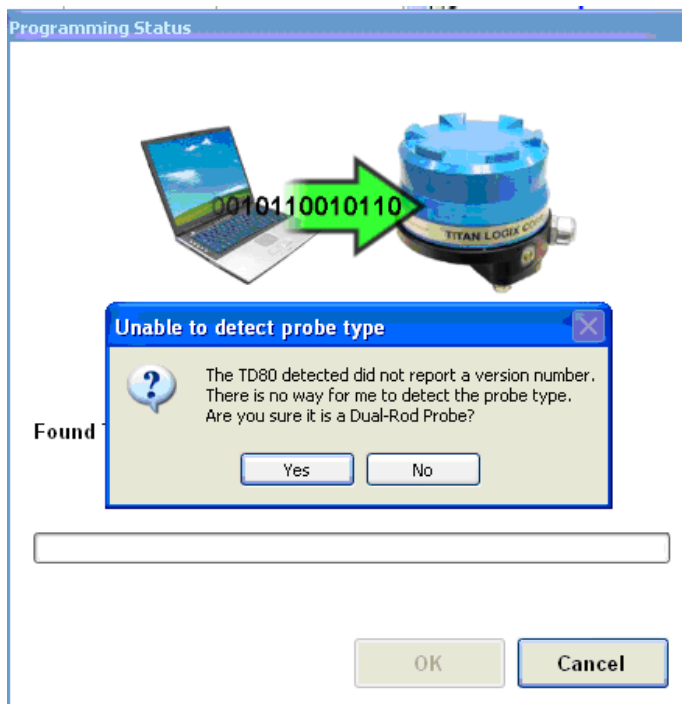 Programming Status
0010110010110
TITAN LOGIX
Unable to detect probe type
The TD80 detected did not report a version number.
There is no way for me to detect the probe type.
Are you sure it is a Dual-Rod Probe?
Found
Yes
No
OK
Cancel